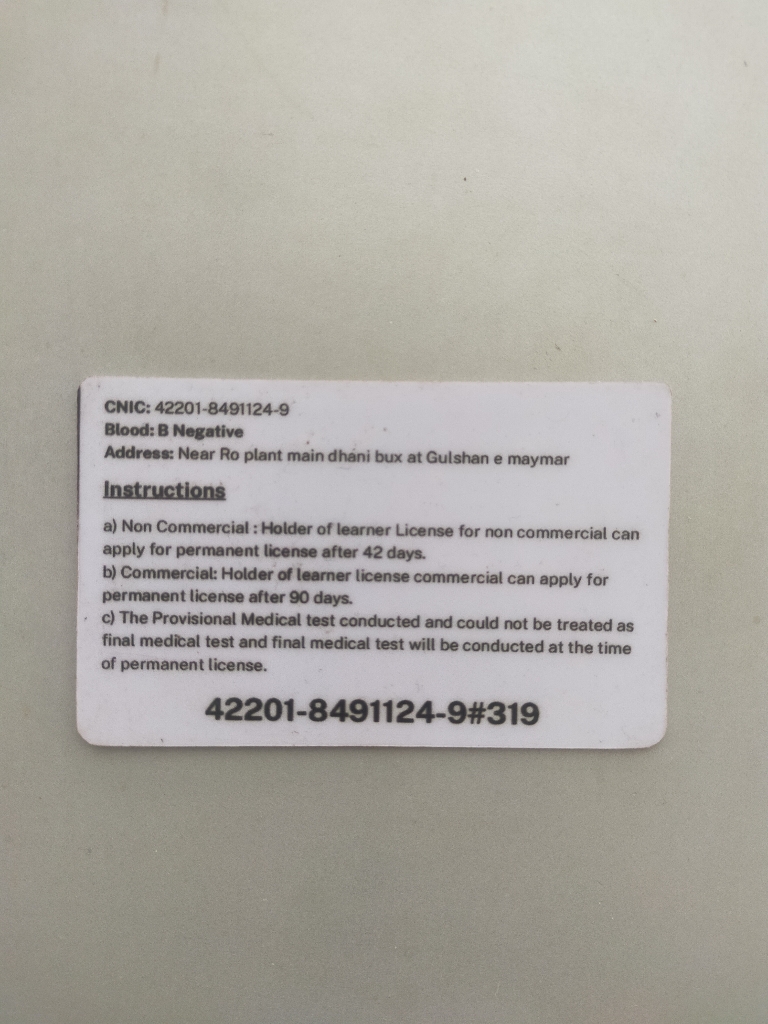 CNIC: 42201-8491124-9
Blood: B Negative
Address: Near Ro plant main dhani bux at Gulshan e maymar
Instructions
a) Non Commercial : Holder of learner License for non commercial can
apply for permanent license after 42 days.
b) Commercial: Holder of learner license commercial can apply for
permanent license after 90 days.
c) The Provisional Medical test conducted and could not be treated as
final medical test and final medical test will be conducted at the time
of permanent license.
42201-8491124-9#319